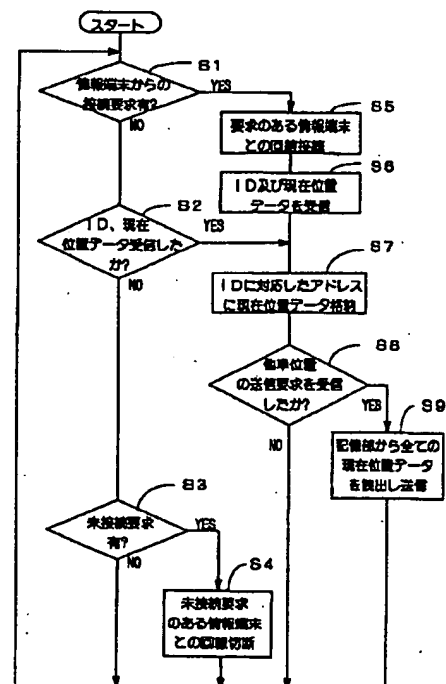 スタート
S1
情報端末からの
接続要求有?
YES
NO
S5
要求のある情報端末
との回線接続
S6
ID及び現在位置
データを受信
S2
ID、現在
位置データ受信した
か?
YES
NO
S7
IDに対応したアドレス
に現在位置データ格納
S8
他車位置
の送信要求を受信
したか?
YES
NO
S9
記憶部から全ての
現在位置データ
を読出し送信
S3
未接続要求
有?
YES
NO
S4
未接続要求
のある情報端末
との回線切断